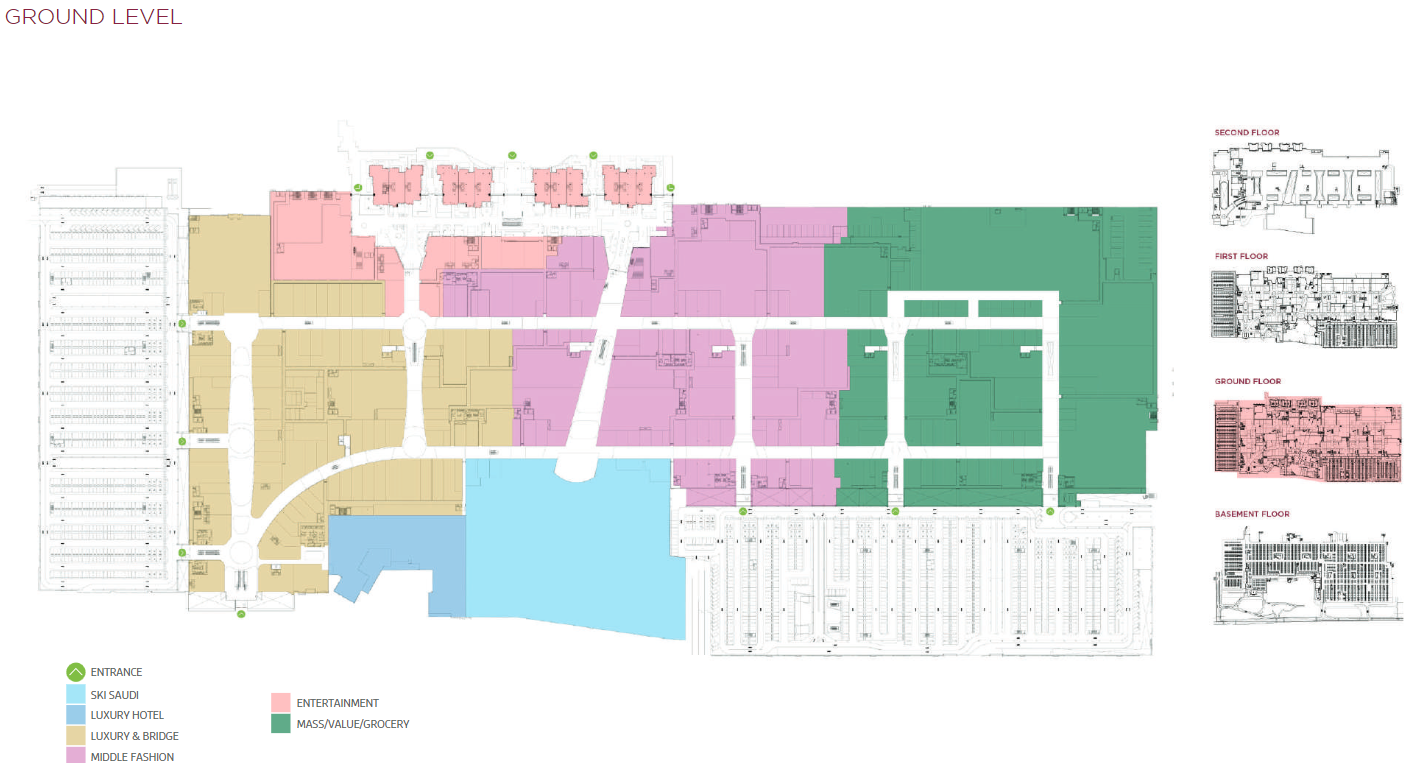 GROUND LEVEL
SECOND FLOOR
FIRST FLOOR
GROUND FLOOR
BASEMENT FLOOR
ENTRANCE
SKI SAUDI
LUXURY HOTEL
LUXURY & BRIDGE
MIDDLE FASHION
ENTERTAINMENT
MASS/VALUE/GROCERY